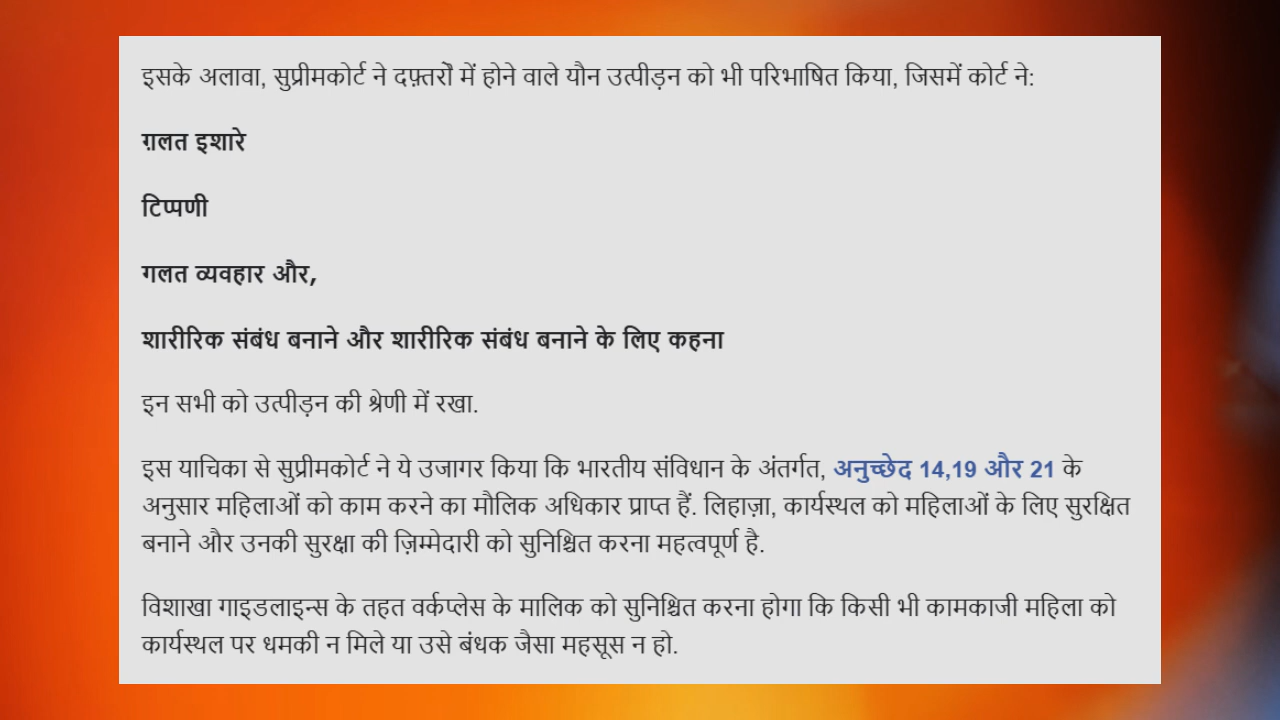 इसके अलावा, सुप्रीमकोर्ट ने दफ़्तरों में होने वाले यौन उत्पीड़न को भी परिभाषित किया, जिसमें कोर्ट ने:
ग़लत इशारे
टिप्पणी
गलत व्यवहार और,
शारीरिक संबंध बनाने और शारीरिक संबंध बनाने के लिए कहना
इन सभी को उत्पीड़न की श्रेणी में रखा.
इस याचिका से सुप्रीमकोर्ट ने ये उजागर किया कि भारतीय संविधान के अंतर्गत, अनुच्छेद 14,19 और 21 के
अनुसार महिलाओं को काम करने का मौलिक अधिकार प्राप्त हैं. लिहाज़ा, कार्यस्थल को महिलाओं के लिए सुरक्षित
बनाने और उनकी सुरक्षा की ज़िम्मेदारी को सुनिश्चित करना महत्वपूर्ण है.
विशाखा गाइडलाइन्स के तहत वर्कप्लेस के मालिक को सुनिश्चित करना होगा कि किसी भी कामकाजी महिला को
कार्यस्थल पर धमकी न मिले या उसे बंधक जैसा महसूस न हो.